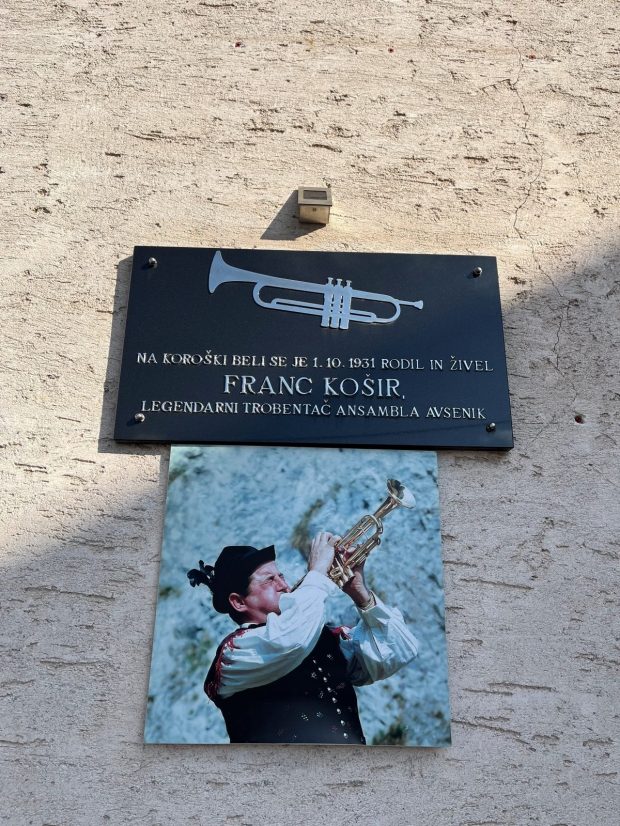 NA KOROŠKI BELI SE JE 1. 10. 1931 RODIL IN ŽIVEL
FRANC KOŠIR,
LEGENDARNI TROBENTAČ ANSAMBLA AVSENIK